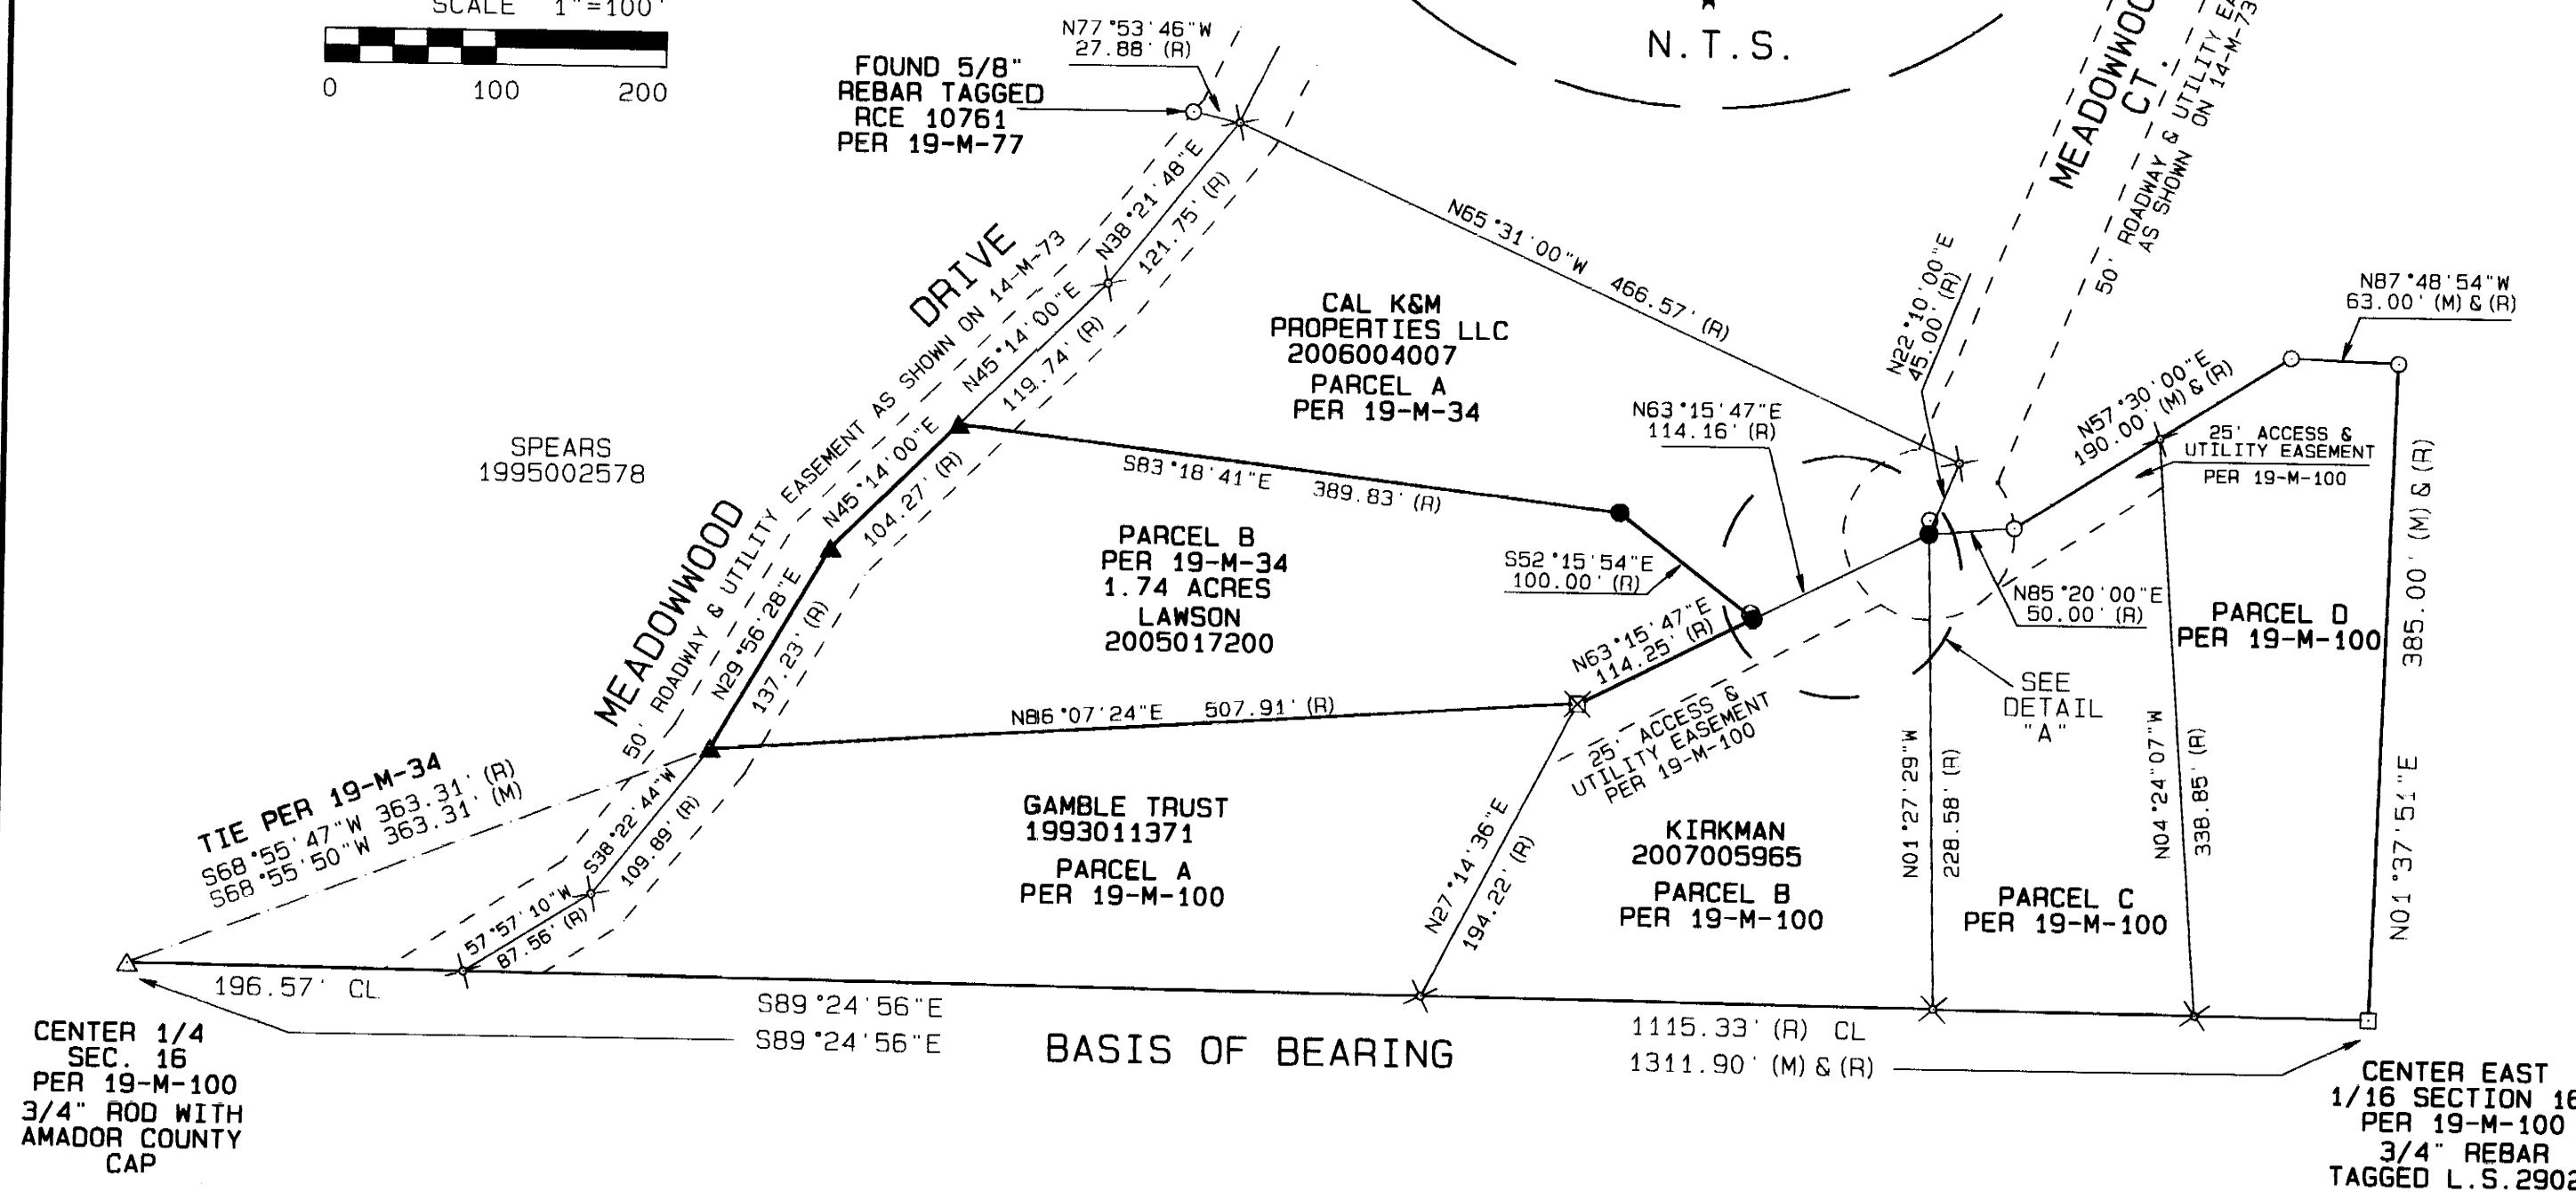 SCALE 1"=100'
0 100 200
N77°53'46"W
27.88' (R)
FOUND 5/8"
REBAR TAGGED
RCE 10761
PER 19-M-77
N.T.S.
MEADOWWOOD
CT.
50' ROADWAY & UTILITY
AS SHOWN ON 14-M-73
N38°21'48"E
121.75' (R)
N65°31'00"W 466.57' (R)
N22°10'00"E
45.00' (R)
N87°48'54"W
63.00' (M) & (R)
MEADOWWOOD DRIVE
50' ROADWAY & UTILITY EASEMENT AS SHOWN ON 14-M-73
N45°14'00"E
119.74' (R)
CAL K&M
PROPERTIES LLC
2006004007
PARCEL A
PER 19-M-34
N63°15'47"E
114.16' (R)
N57°30'00"E
190.00' (M) & (R)
25' ACCESS &
UTILITY EASEMENT
PER 19-M-100
SPEARS
1995002578
N45°14'00"E
104.27' (R)
S83°18'41"E 389.83' (R)
385.00' (M) & (R)
N01°37'51"E
PARCEL B
PER 19-M-34
1.74 ACRES
LAWSON
2005017200
S52°15'54"E
100.00' (R)
N85°20'00"E
50.00' (R)
PARCEL D
PER 19-M-100
N29°56'28"E
137.23' (R)
N63°15'47"E
114.25' (R)
SEE
DETAIL
"A"
N86°07'24"E 507.91' (R)
25' ACCESS &
UTILITY EASEMENT
PER 19-M-100
TIE PER 19-M-34
S68°55'47"W 363.31' (R)
S68°55'50"W 363.31' (M)
S38°22'44"W
109.89' (R)
GAMBLE TRUST
1993011371
PARCEL A
PER 19-M-100
N27°14'36"E
194.22' (R)
KIRKMAN
2007005965
PARCEL B
PER 19-M-100
N01°27'29"W
228.58' (R)
PARCEL C
PER 19-M-100
N04°24'07"W
338.85' (R)
57°57'10"W
87.56' (R)
196.57' CL
S89°24'56"E
1115.33' (R) CL
S89°24'56"E
BASIS OF BEARING
1311.90' (M) & (R)
CENTER 1/4
SEC. 16
PER 19-M-100
3/4" ROD WITH
AMADOR COUNTY
CAP
CENTER EAST
1/16 SECTION 16
PER 19-M-100
3/4" REBAR
TAGGED L.S.2902